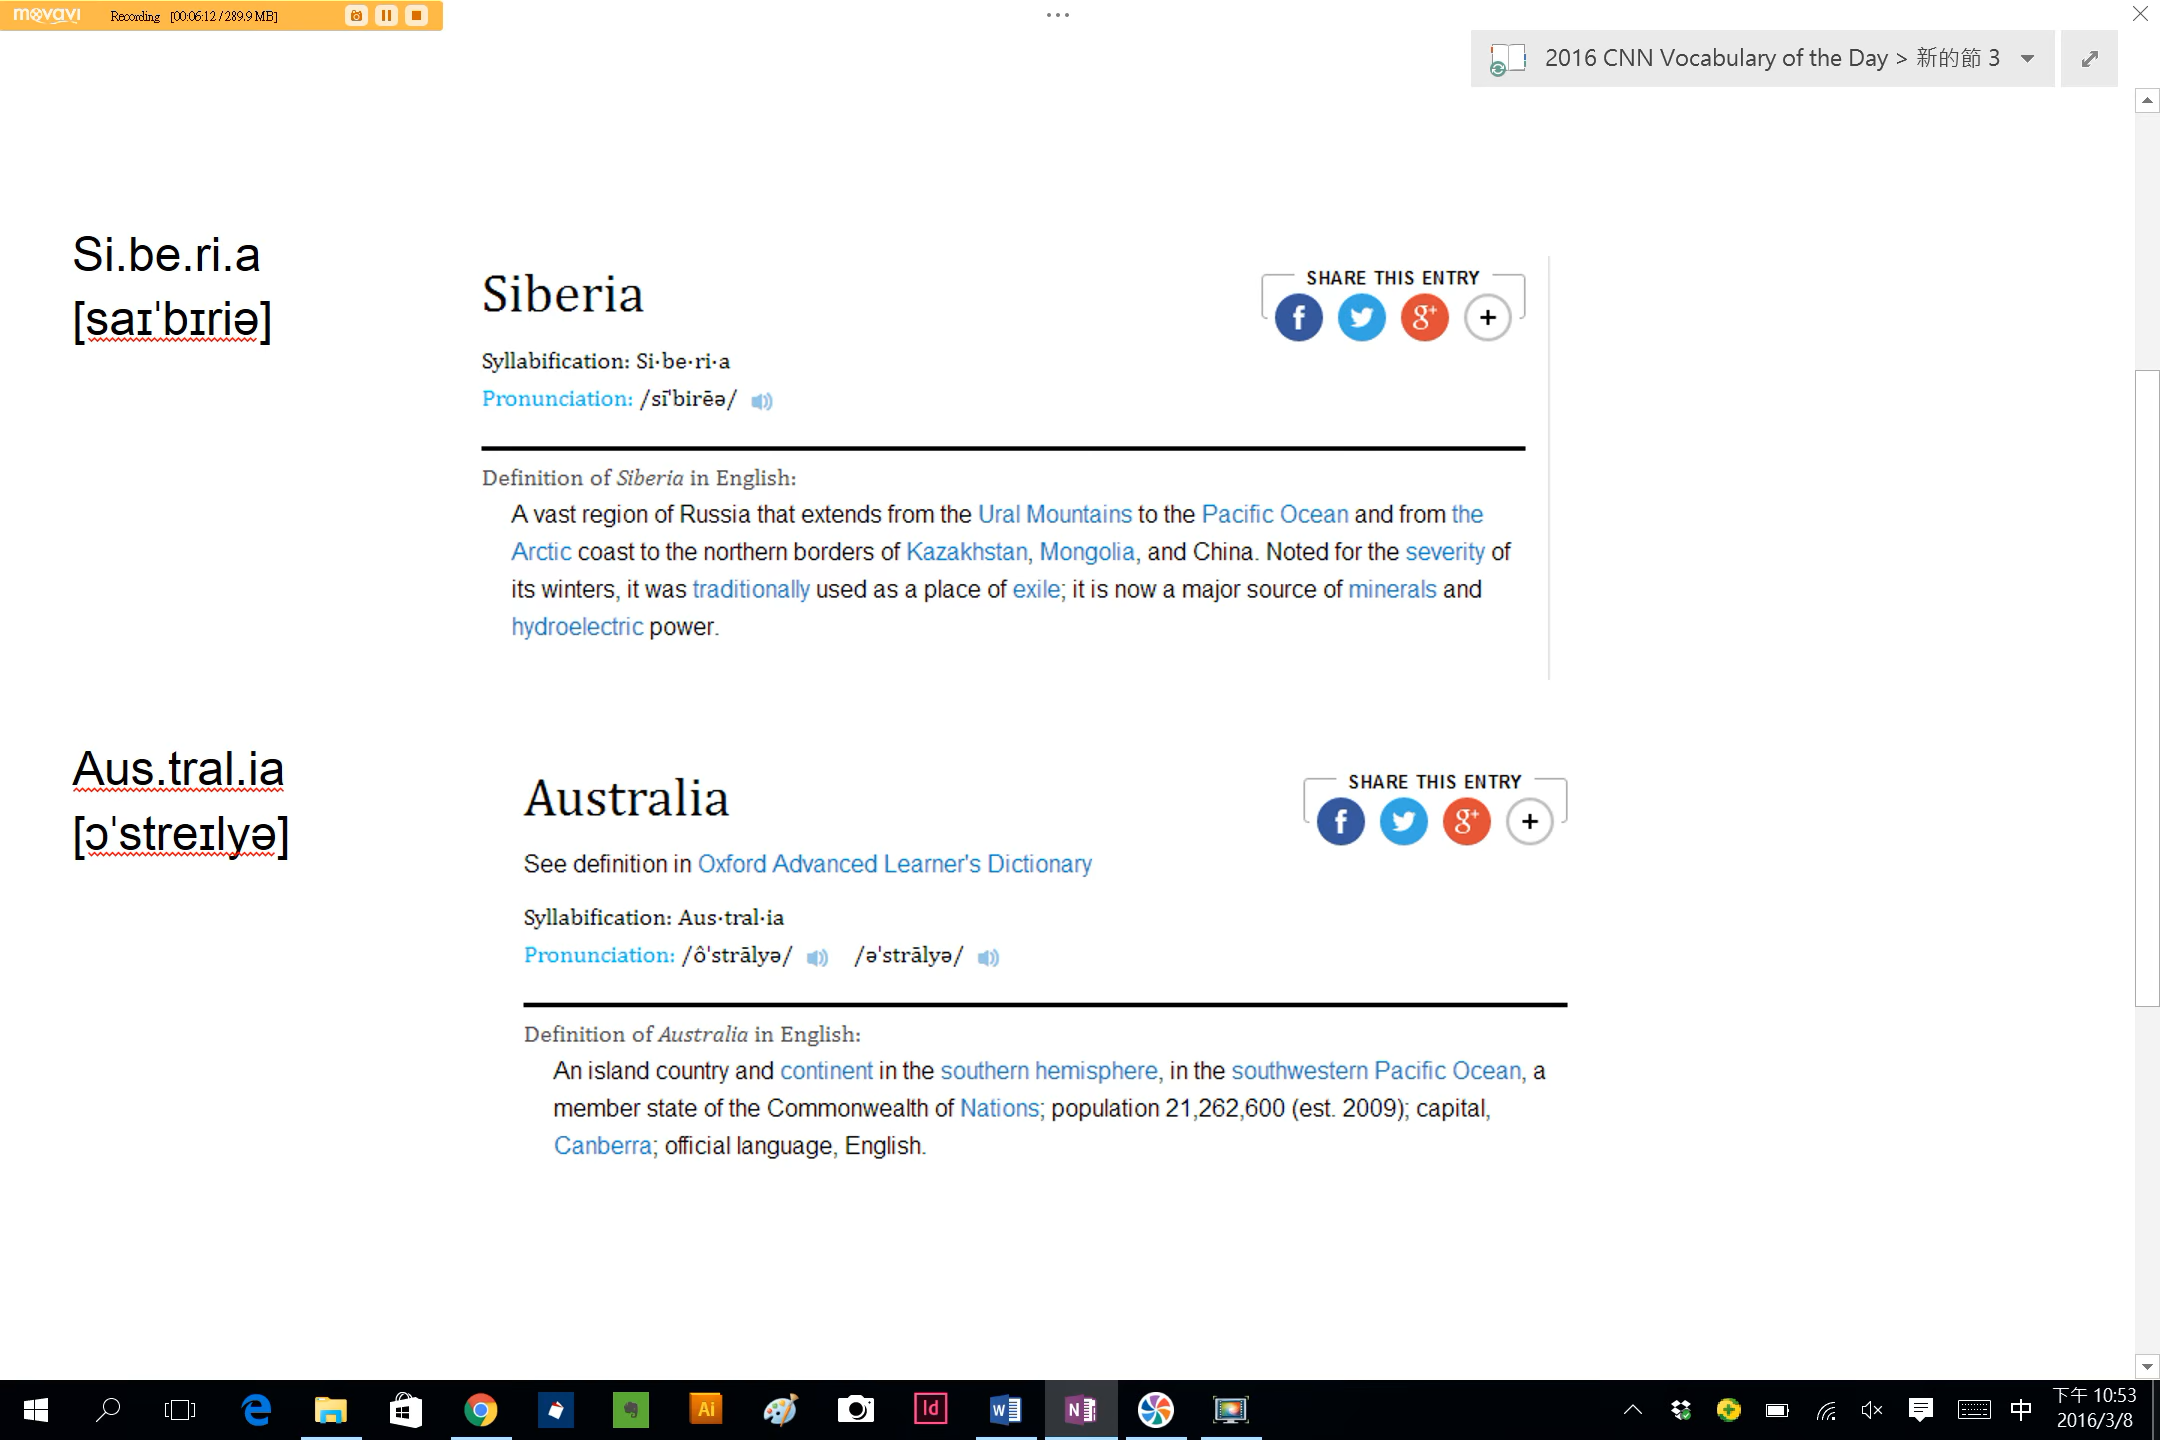 movavi Recording [00:06:12 / 289.9 MB]
2016 CNN Vocabulary of the Day > 新的節 3
Si.be.ri.a
[saɪˈbɪriə]
Siberia
SHARE THIS ENTRY
Syllabification: Si·be·ri·a
Pronunciation: /sīˈbirēə/
Definition of Siberia in English:
A vast region of Russia that extends from the Ural Mountains to the Pacific Ocean and from the
Arctic coast to the northern borders of Kazakhstan, Mongolia, and China. Noted for the severity of
its winters, it was traditionally used as a place of exile; it is now a major source of minerals and
hydroelectric power.
Aus.tral.ia
[ɔˈstreɪlyə]
Australia
SHARE THIS ENTRY
See definition in Oxford Advanced Learner's Dictionary
Syllabification: Aus·tral·ia
Pronunciation: /ôˈstrālyə/ /əˈstrālyə/
Definition of Australia in English:
An island country and continent in the southern hemisphere, in the southwestern Pacific Ocean, a
member state of the Commonwealth of Nations; population 21,262,600 (est. 2009); capital,
Canberra; official language, English.
中
下午 10:53
2016/3/8